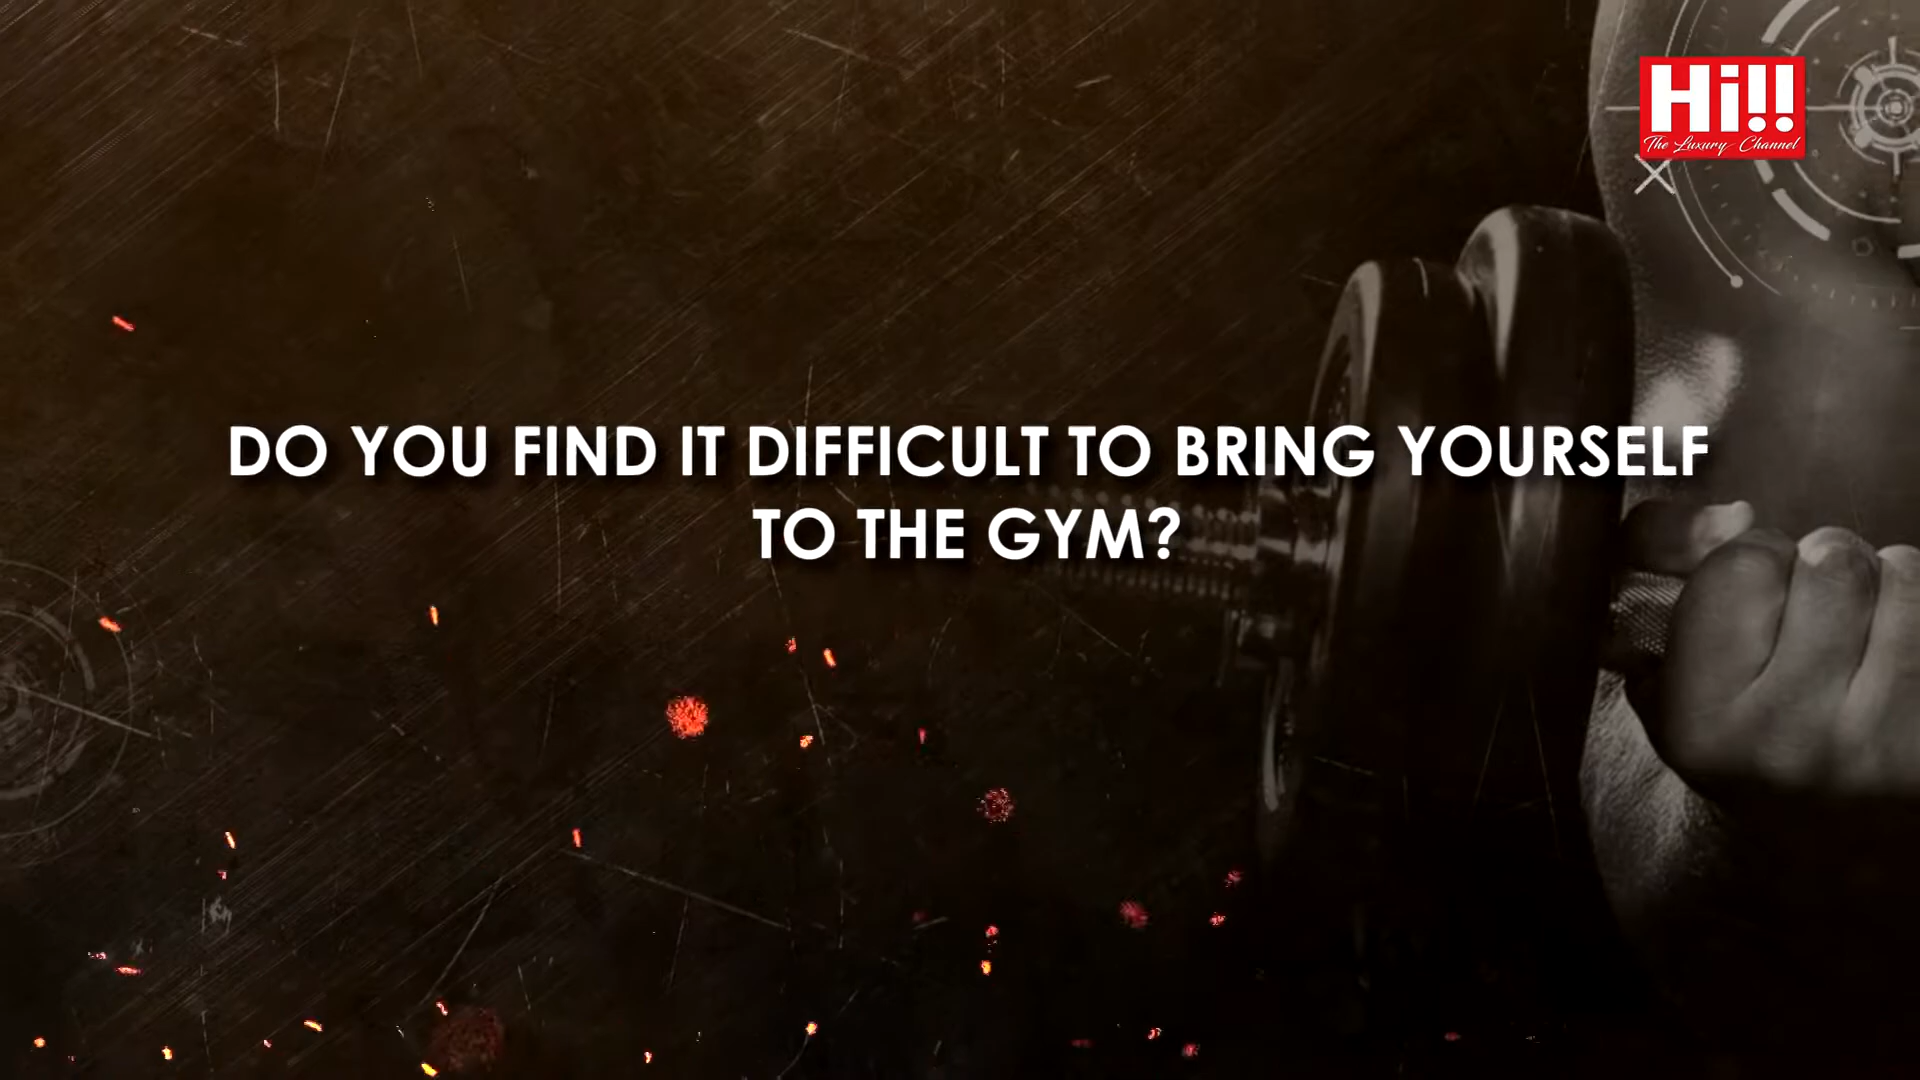 Hi!!
The Luxury Channel
DO YOU FIND IT DIFFICULT TO BRING YOURSELF
TO THE GYM?